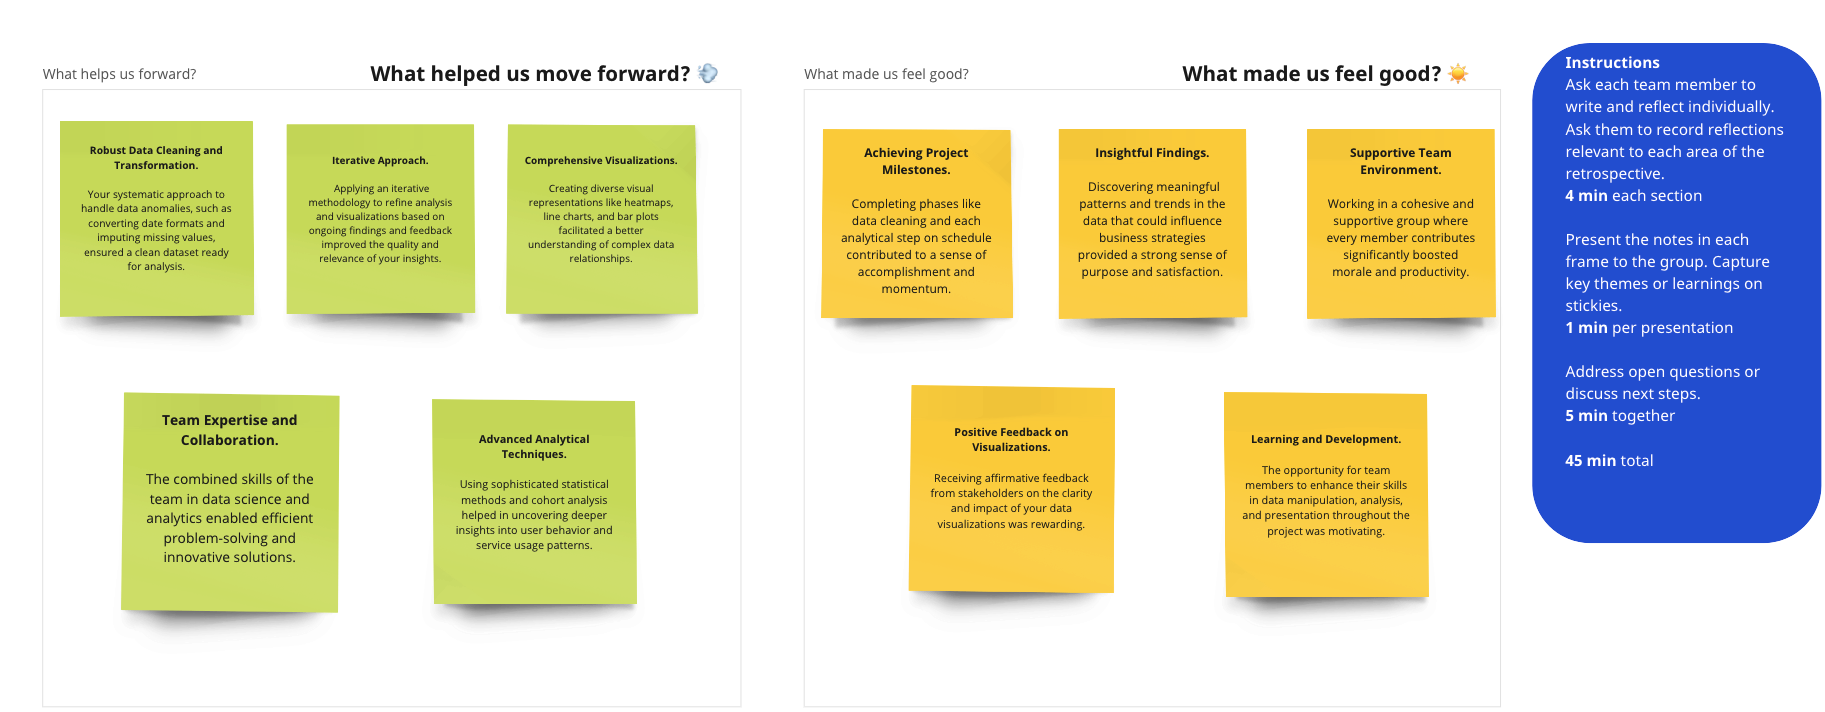 What helps us forward?
What helped us move forward? 💨
Robust Data Cleaning and
Transformation.
Your systematic approach to
handle data anomalies, such as
converting date formats and
imputing missing values,
ensured a clean dataset ready
for analysis.
Iterative Approach.
Applying an iterative
methodology to refine analysis
and visualizations based on
ongoing findings and feedback
improved the quality and
relevance of your insights.
Comprehensive Visualizations.
Creating diverse visual
representations like heatmaps,
line charts, and bar plots
facilitated a better
understanding of complex data
relationships.
Team Expertise and
Collaboration.
The combined skills of the
team in data science and
analytics enabled efficient
problem-solving and
innovative solutions.
Advanced Analytical
Techniques.
Using sophisticated statistical
methods and cohort analysis
helped in uncovering deeper
insights into user behavior and
service usage patterns.
What made us feel good?
What made us feel good? ☀️
Achieving Project
Milestones.
Completing phases like
data cleaning and each
analytical step on schedule
contributed to a sense of
accomplishment and
momentum.
Insightful Findings.
Discovering meaningful
patterns and trends in the
data that could influence
business strategies
provided a strong sense of
purpose and satisfaction.
Supportive Team
Environment.
Working in a cohesive and
supportive group where
every member contributes
significantly boosted
morale and productivity.
Positive Feedback on
Visualizations.
Receiving affirmative feedback
from stakeholders on the clarity
and impact of your data
visualizations was rewarding.
Learning and Development.
The opportunity for team
members to enhance their skills
in data manipulation, analysis,
and presentation throughout the
project was motivating.
Instructions
Ask each team member to
write and reflect individually.
Ask them to record reflections
relevant to each area of the
retrospective.
4 min each section
Present the notes in each
frame to the group. Capture
key themes or learnings on
stickies.
1 min per presentation
Address open questions or
discuss next steps.
5 min together
45 min total